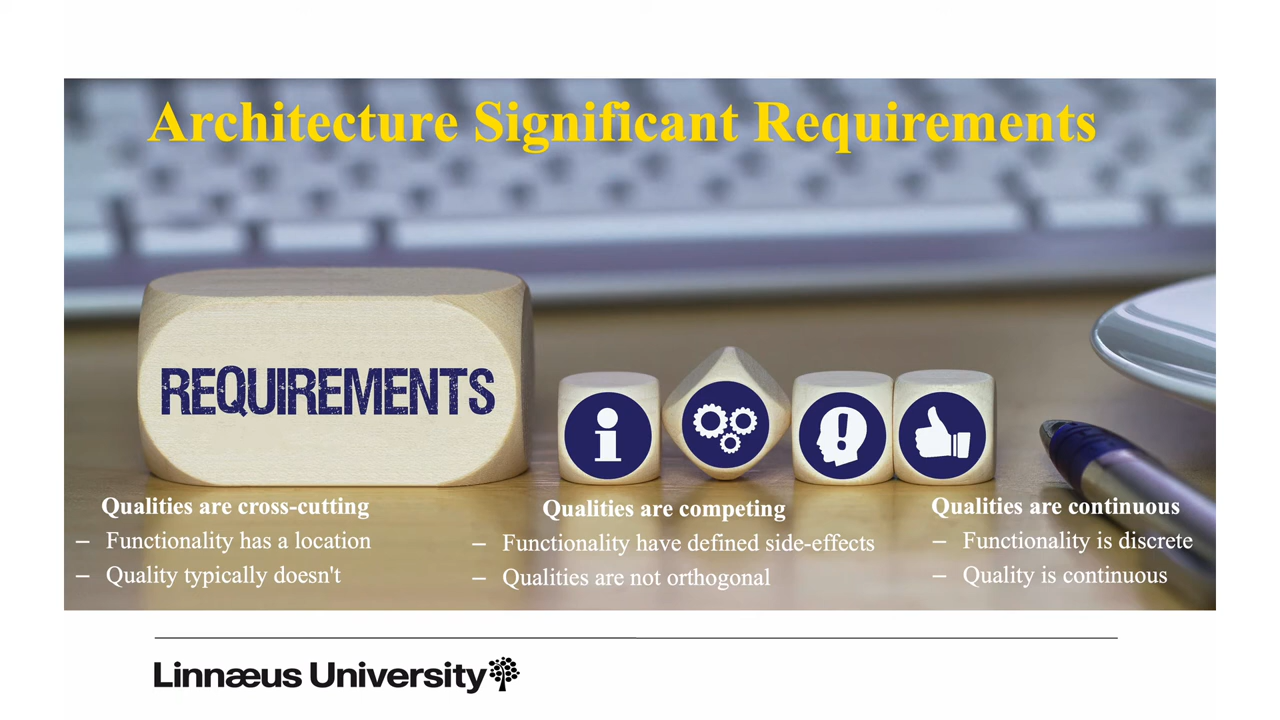 Architecture Significant Requirements
REQUIREMENTS
Qualities are cross-cutting
– Functionality has a location
– Quality typically doesn't
Qualities are competing
– Functionality have defined side-effects
– Qualities are not orthogonal
Qualities are continuous
– Functionality is discrete
– Quality is continuous
Linnæus University